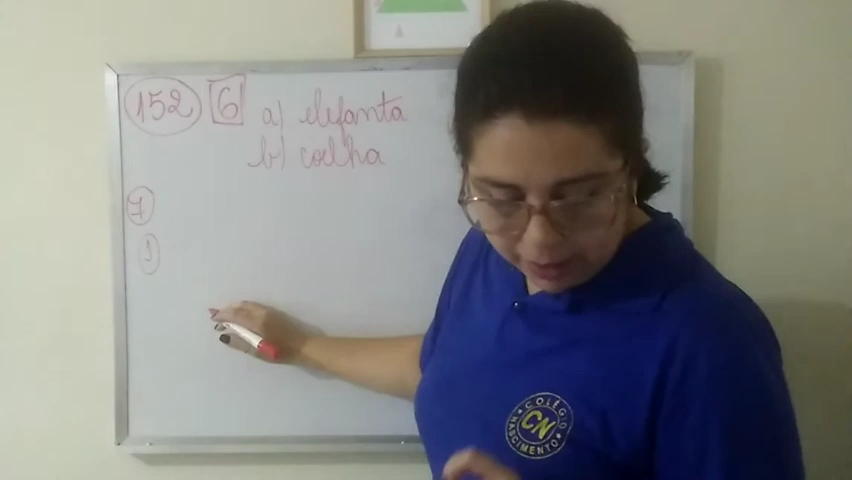 152 6 a) elefanta
b) coelha
7
1
COLÉGIO
CN
NASCIMENTO